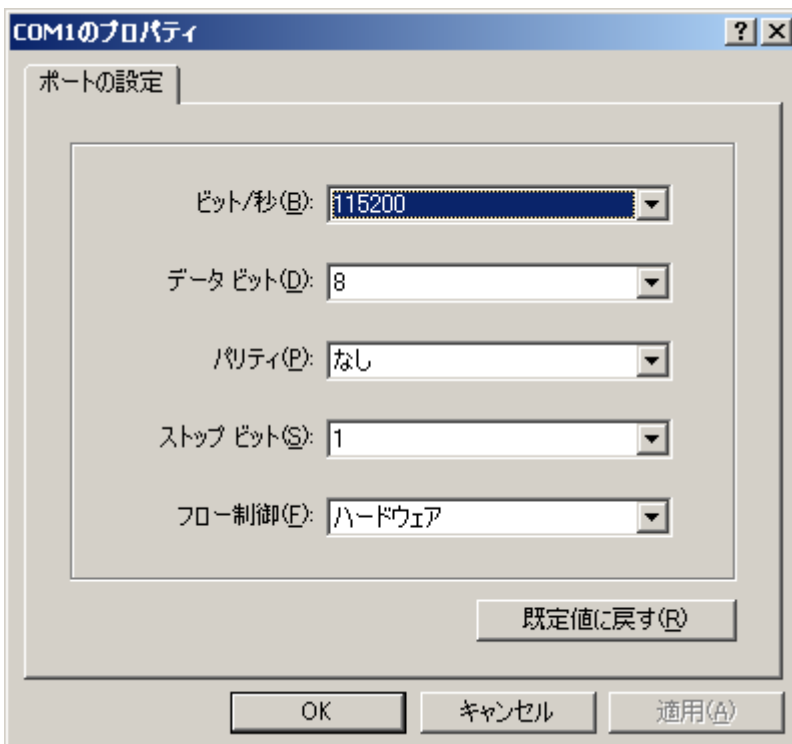 COM1のプロパティ
ポートの設定
ビット/秒(B): 115200
データ ビット(D): 8
パリティ(P): なし
ストップ ビット(S): 1
フロー制御(F): ハードウェア
既定値に戻す(R)
OK キャンセル 適用(A)